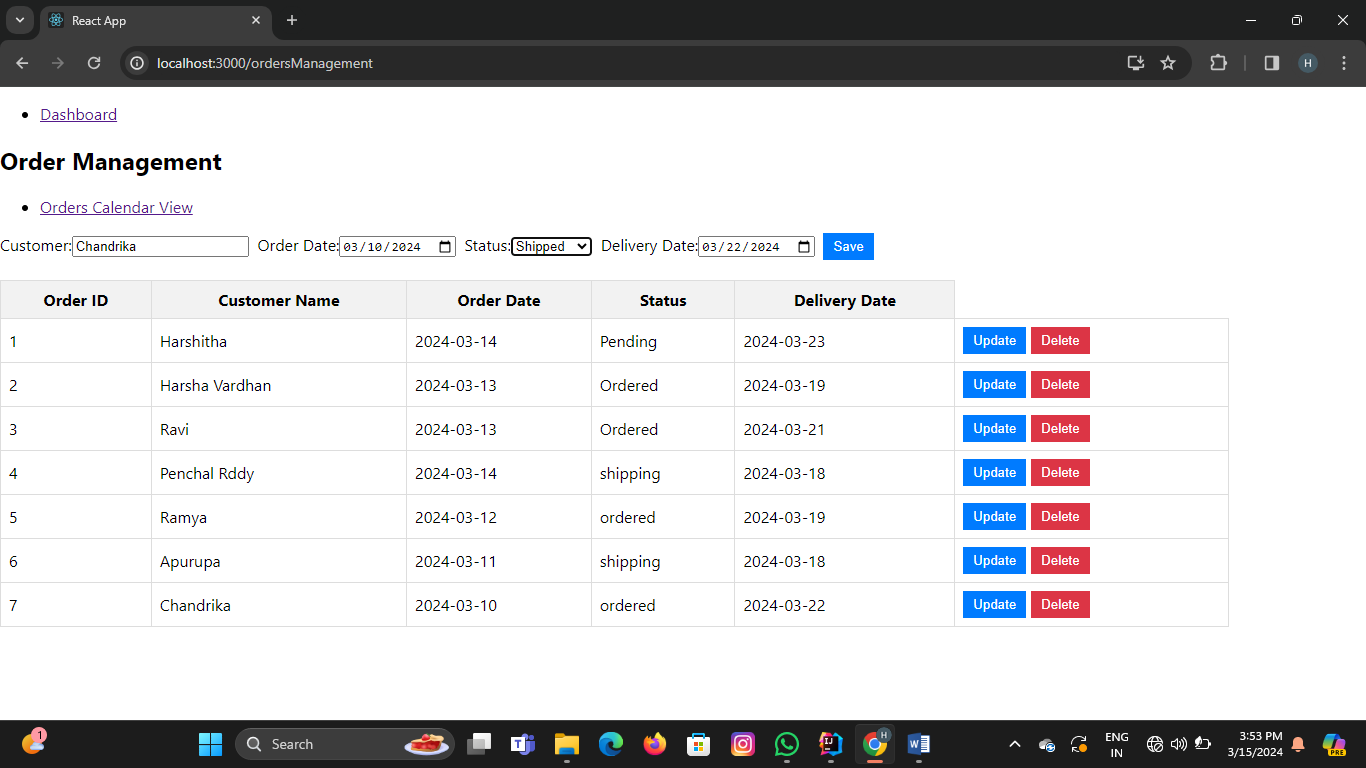 React App
localhost:3000/ordersManagement
H
Dashboard
Order Management
Orders Calendar View
Customer: Chandrika Order Date: 03/10/2024 Status: Shipped Delivery Date: 03/22/2024 Save
Order ID Customer Name Order Date Status Delivery Date
1 Harshitha 2024-03-14 Pending 2024-03-23 Update Delete
2 Harsha Vardhan 2024-03-13 Ordered 2024-03-19 Update Delete
3 Ravi 2024-03-13 Ordered 2024-03-21 Update Delete
4 Penchal Rddy 2024-03-14 shipping 2024-03-18 Update Delete
5 Ramya 2024-03-12 ordered 2024-03-19 Update Delete
6 Apurupa 2024-03-11 shipping 2024-03-18 Update Delete
7 Chandrika 2024-03-10 ordered 2024-03-22 Update Delete
1 Search H W PRE
ENG 3:53 PM
IN 3/15/2024